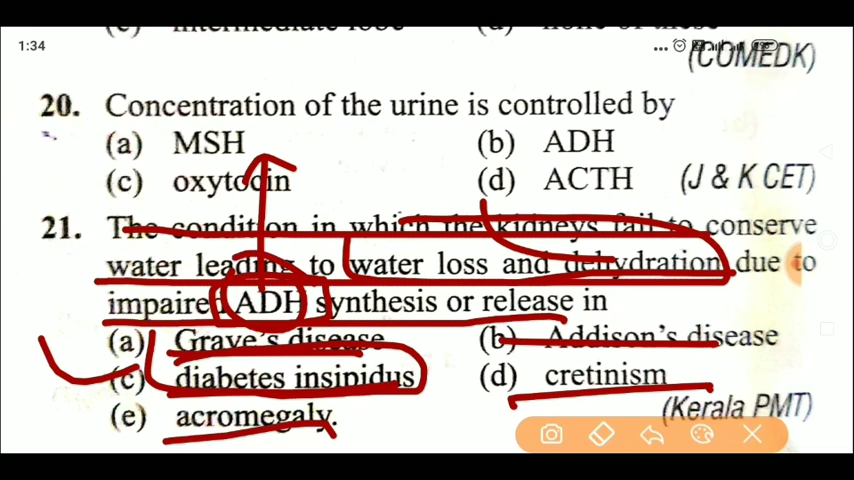 1:34
(COMEDK)
20. Concentration of the urine is controlled by
(a) MSH (b) ADH
(c) oxytocin (d) ACTH (J & K CET)
21. The condition in which the kidneys fail to conserve
water leading to water loss and dehydration due to
impaired ADH synthesis or release in
(a) Grave's disease (b) Addison's disease
(c) diabetes insipidus (d) cretinism
(e) acromegaly. (Kerala PMT)